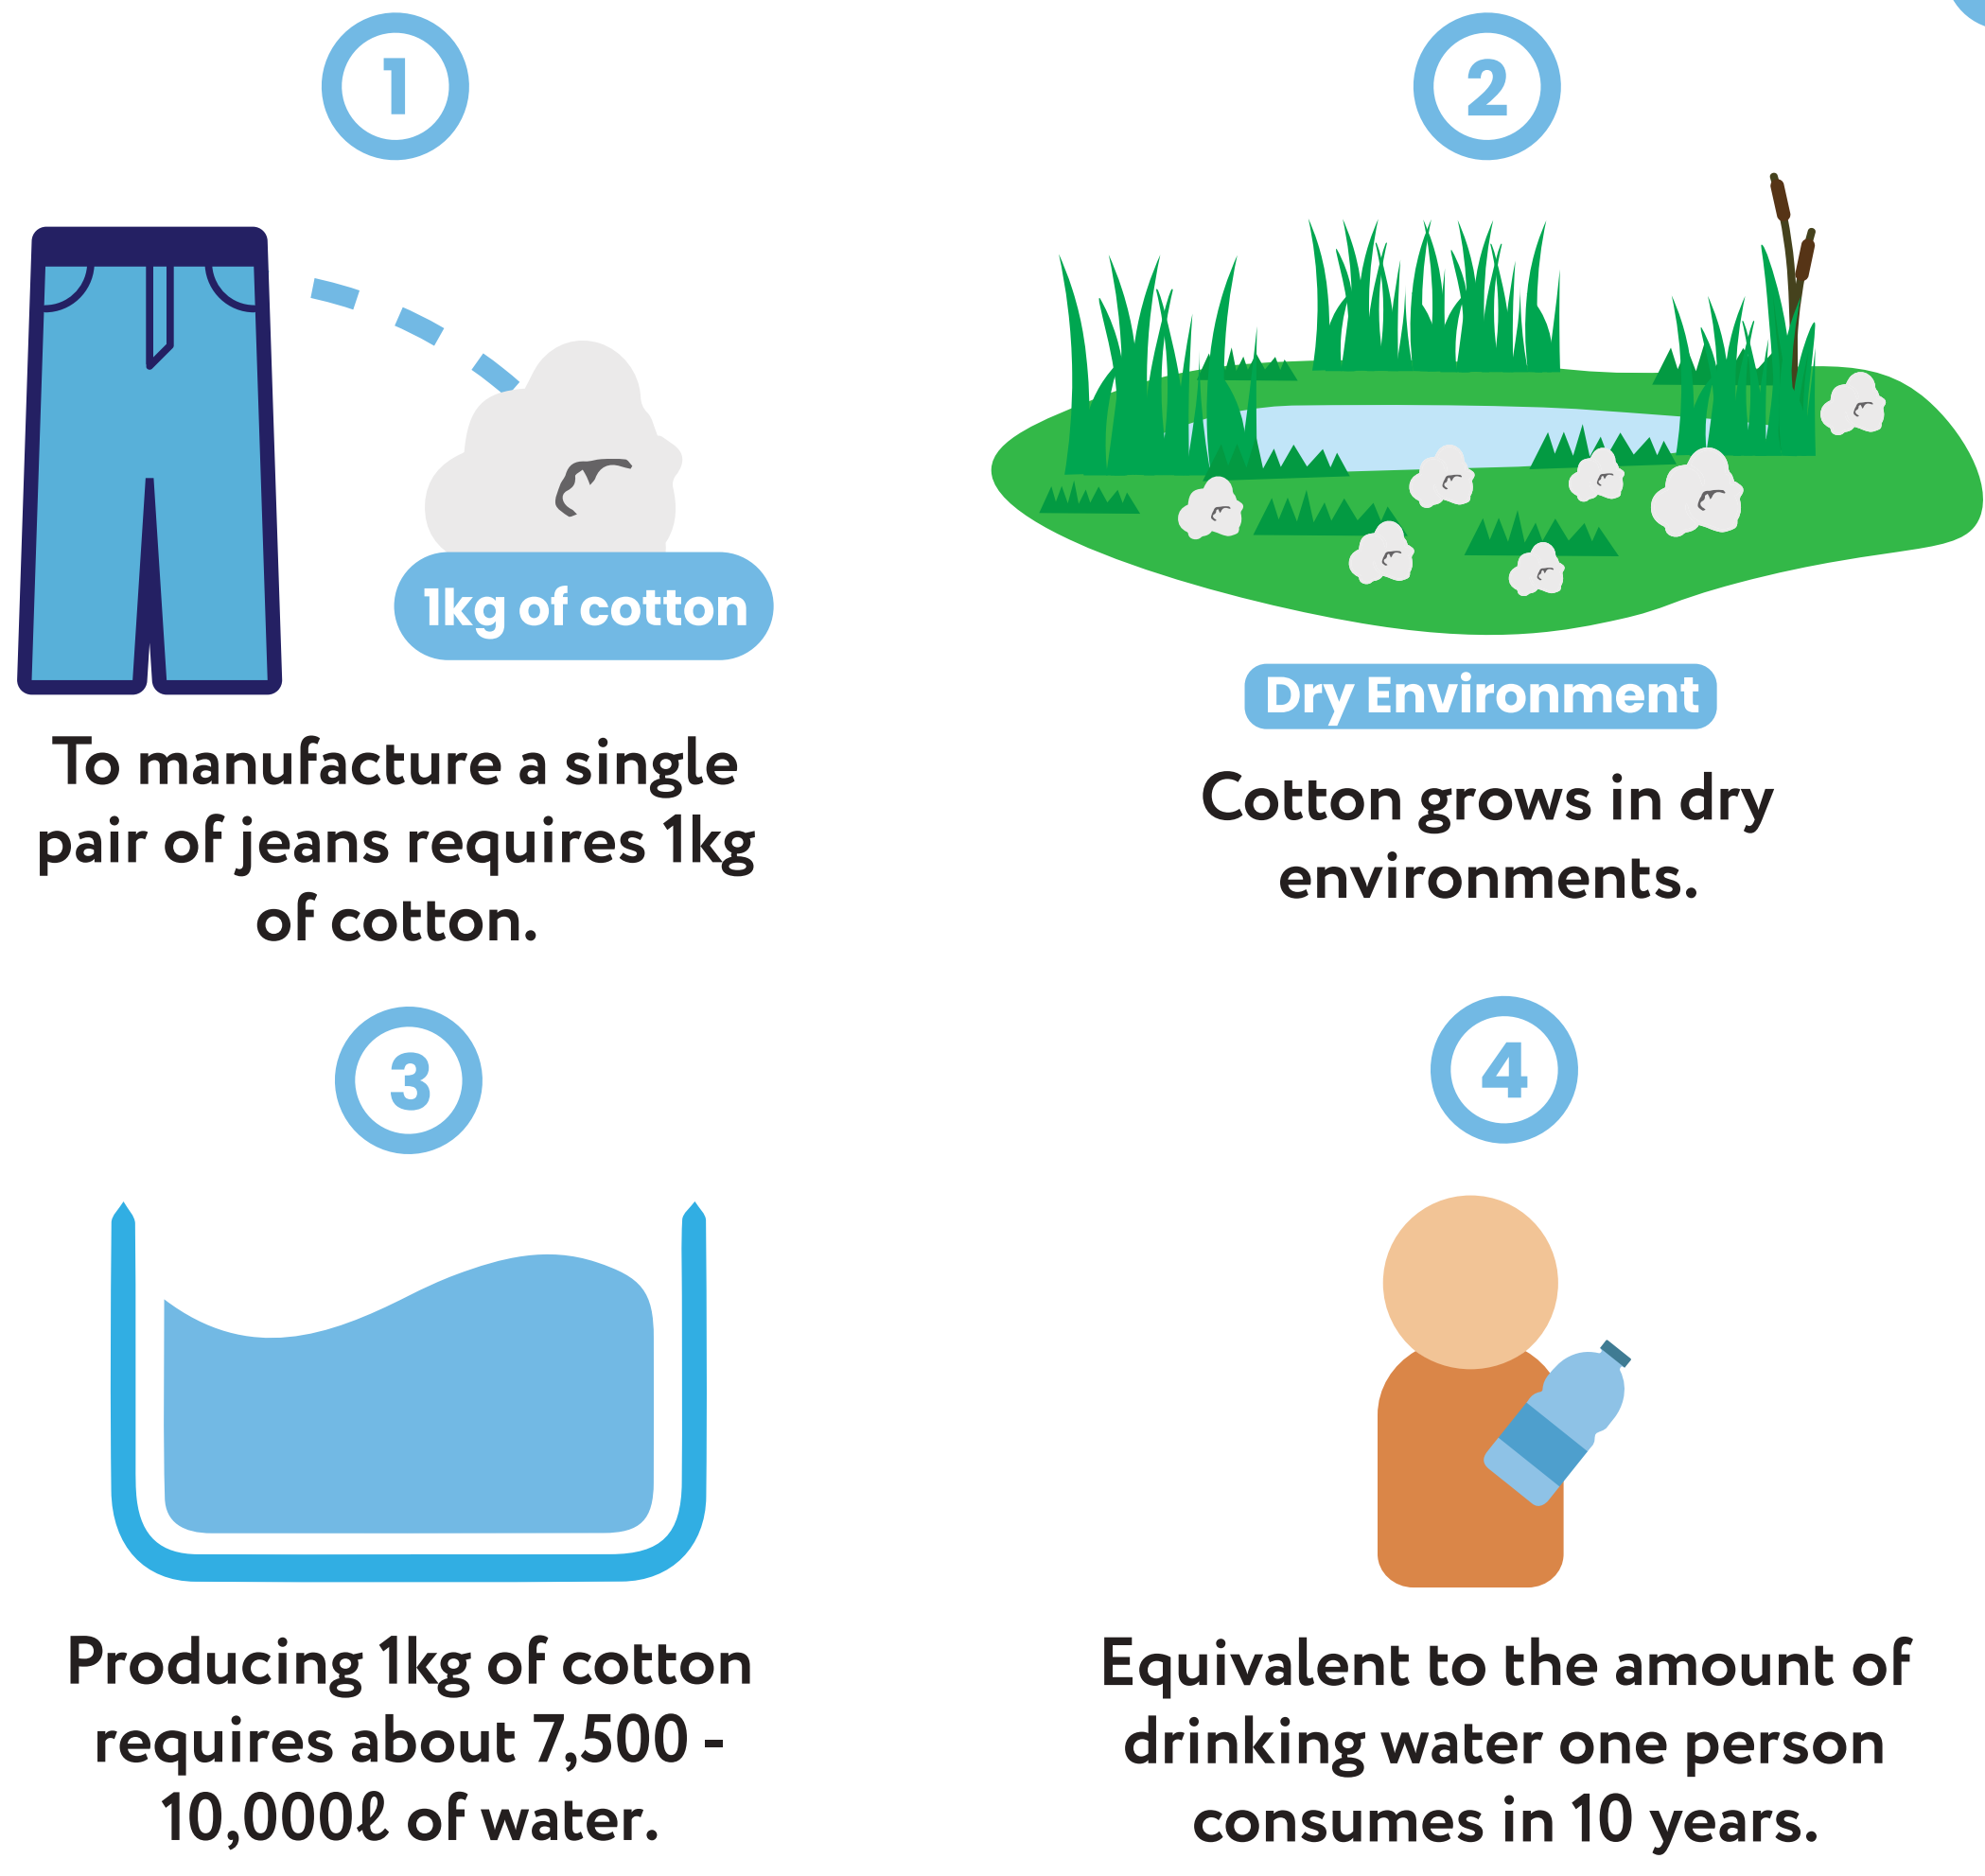 1
1kg of cotton
To manufacture a single
pair of jeans requires 1kg
of cotton.
2
Dry Environment
Cotton grows in dry
environments.
3
Producing 1kg of cotton
requires about 7,500 -
10,000ℓ of water.
4
Equivalent to the amount of
drinking water one person
consumes in 10 years.